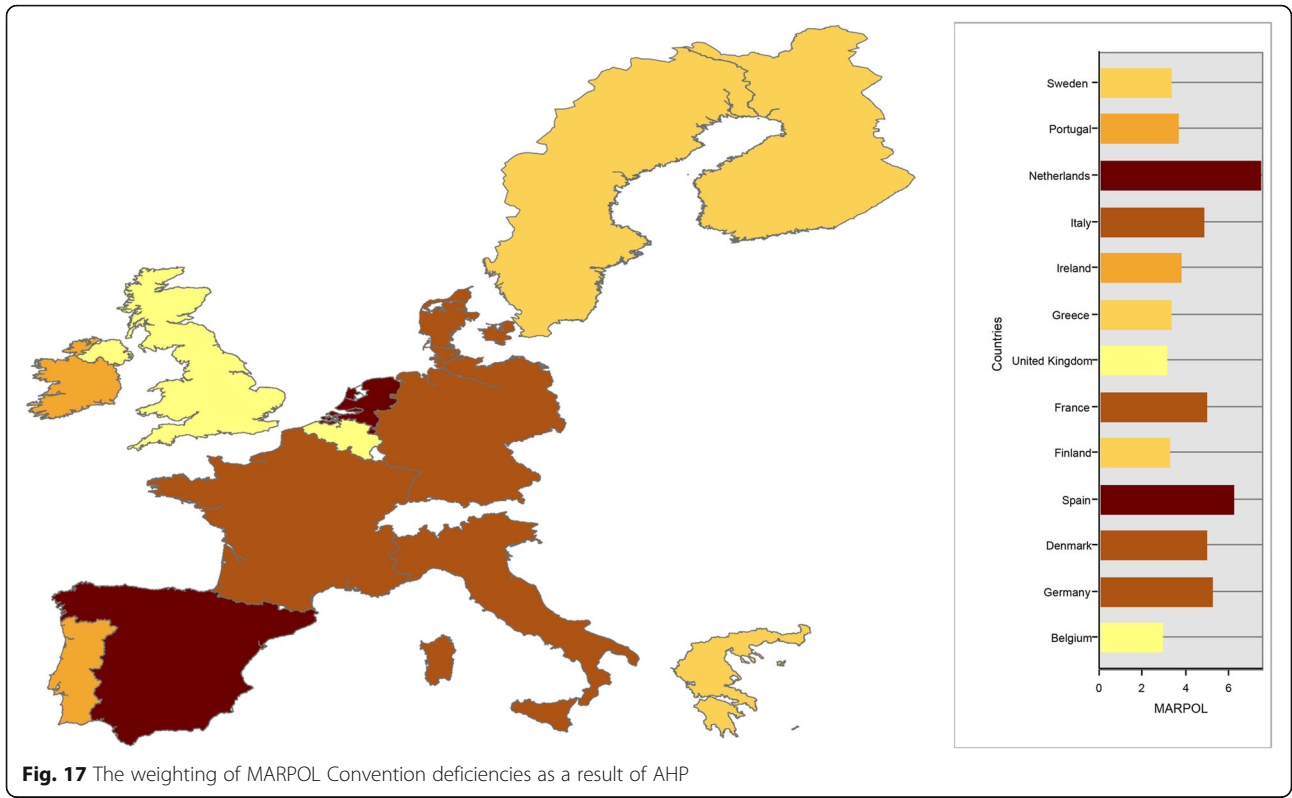 Sweden
Portugal
Netherlands
Italy
Ireland
Greece
United Kingdom
France
Finland
Spain
Denmark
Germany
Belgium
Countries
0 2 4 6
MARPOL
Fig. 17 The weighting of MARPOL Convention deficiencies as a result of AHP